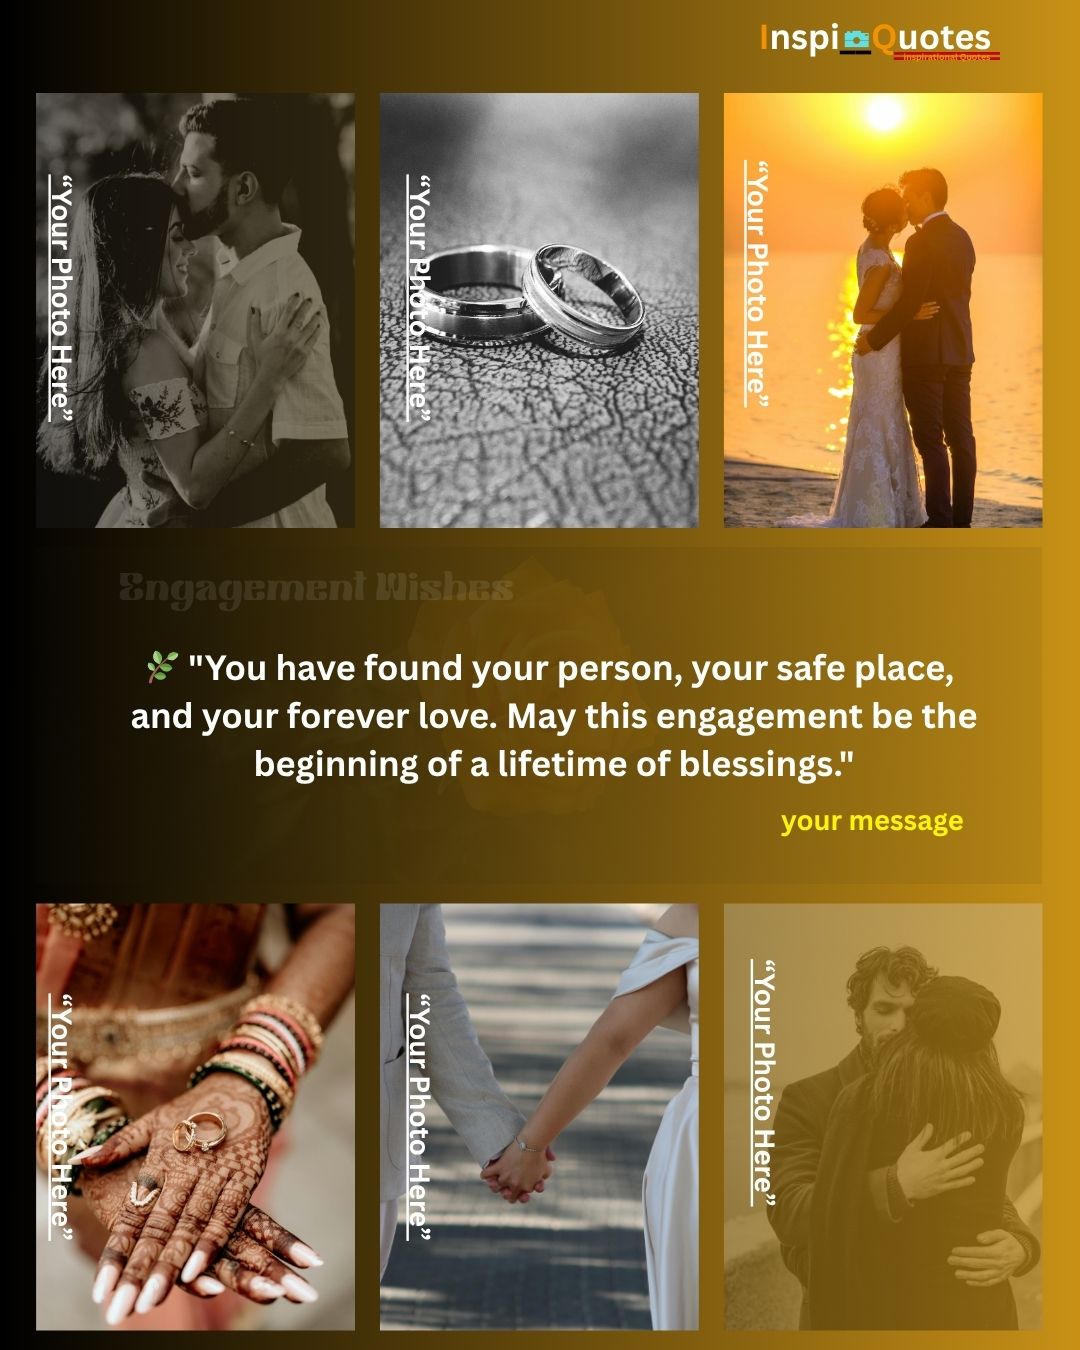 InspiQuotes
Inspirational Quotes
“Your Photo Here”
“Your Photo Here”
“Your Photo Here”
Engagement Wishes
🌿 "You have found your person, your safe place,
and your forever love. May this engagement be the
beginning of a lifetime of blessings."
your message
“Your Photo Here”
“Your Photo Here”
“Your Photo Here”